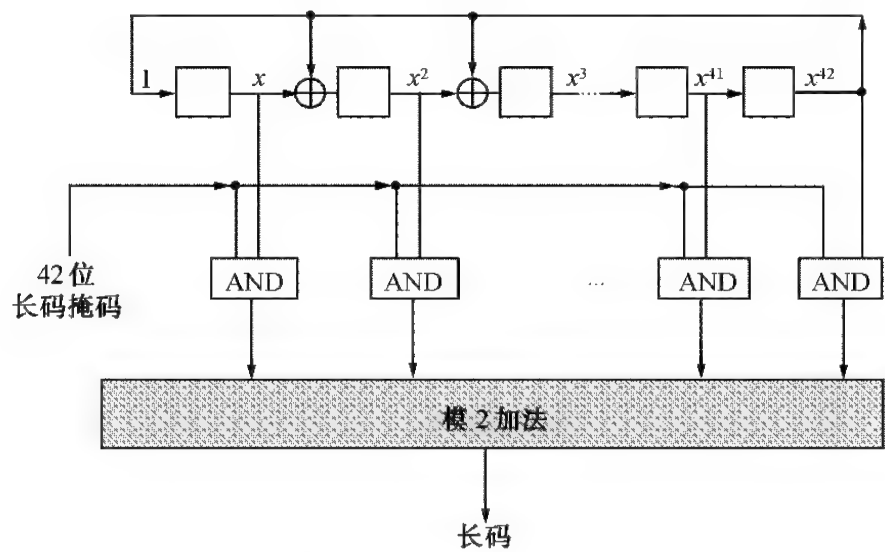 1 x x² x³ ... x⁴¹ x⁴²
42位
长码掩码
AND AND ... AND AND
模2加法
长码